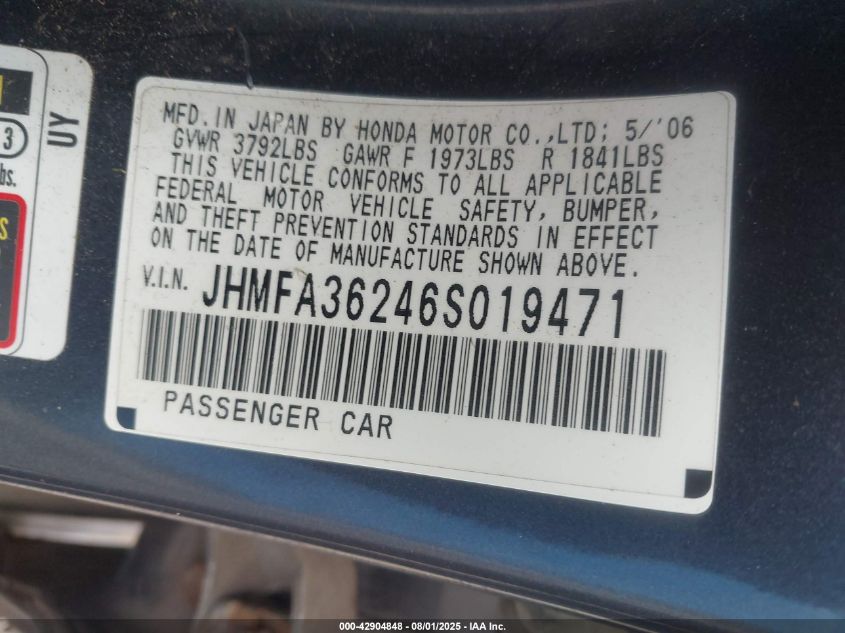 3
bs.
S
UY
MFD. IN JAPAN BY HONDA MOTOR CO.,LTD; 5/'06
GVWR 3792LBS GAWR F 1973LBS R 1841LBS
THIS VEHICLE CONFORMS TO ALL APPLICABLE
FEDERAL MOTOR VEHICLE SAFETY, BUMPER,
AND THEFT PREVENTION STANDARDS IN EFFECT
ON THE DATE OF MANUFACTURE SHOWN ABOVE.
V.I.N. JHMFA36246S019471
PASSENGER CAR
000-42904848 - 08/01/2025 - IAA Inc.